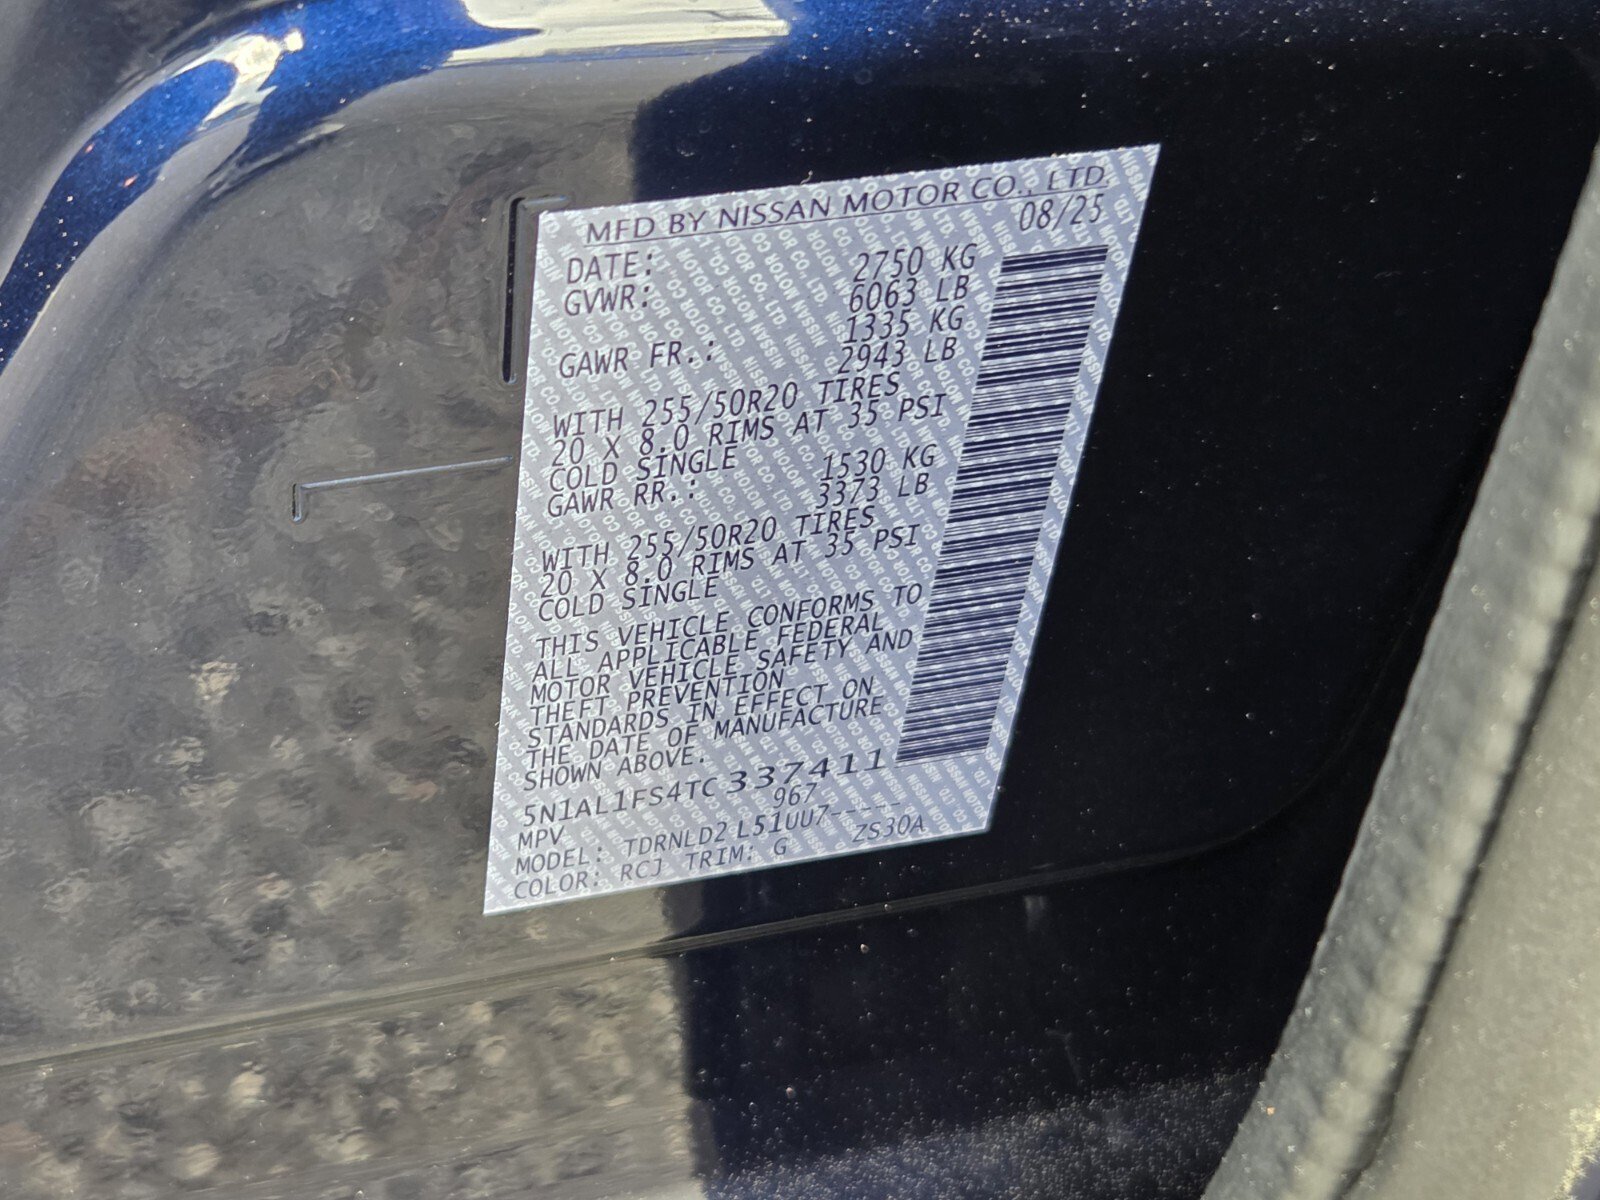 MFD BY NISSAN MOTOR CO., LTD.
DATE: 08/25
GVWR: 2750 KG
6063 LB
GAWR FR.: 1335 KG
2943 LB
WITH 255/50R20 TIRES
20 X 8.0 RIMS AT 35 PSI
COLD SINGLE
GAWR RR.: 1530 KG
3373 LB
WITH 255/50R20 TIRES
20 X 8.0 RIMS AT 35 PSI
COLD SINGLE
THIS VEHICLE CONFORMS TO
ALL APPLICABLE FEDERAL
MOTOR VEHICLE SAFETY AND
THEFT PREVENTION
STANDARDS IN EFFECT ON
THE DATE OF MANUFACTURE
SHOWN ABOVE.
5N1AL1FS4TC337411
MPV 967
MODEL: TDRNLD2 L51UU7-----
COLOR: RCJ TRIM: G ZS30A